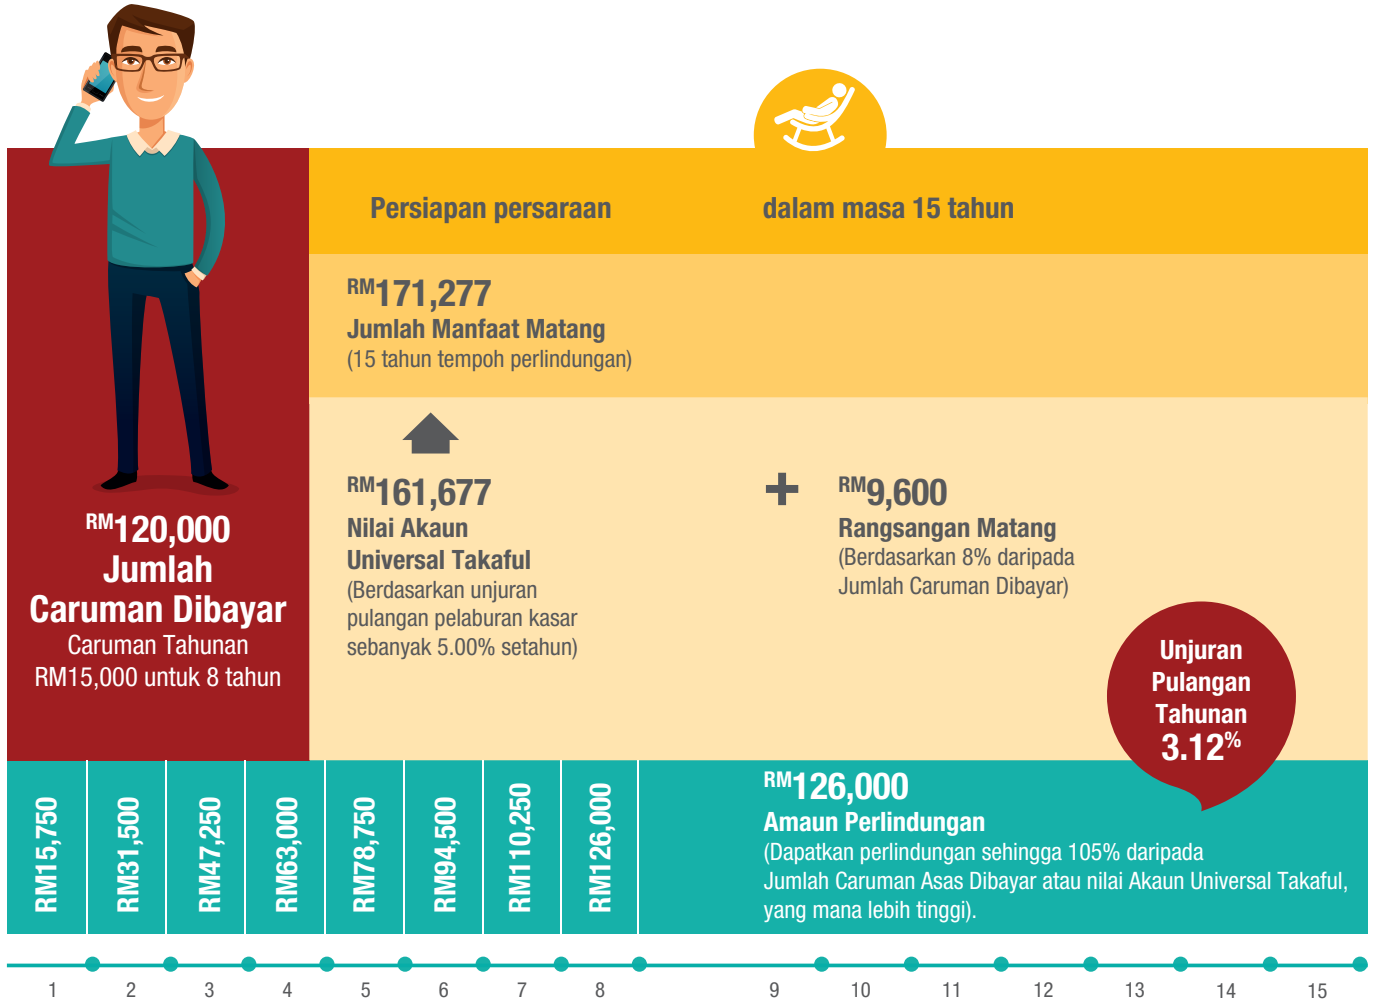 Persiapan persaraan dalam masa 15 tahun
RM171,277
Jumlah Manfaat Matang
(15 tahun tempoh perlindungan)
RM161,677
Nilai Akaun
Universal Takaful
(Berdasarkan unjuran
pulangan pelaburan kasar
sebanyak 5.00% setahun)
+
RM9,600
Rangsangan Matang
(Berdasarkan 8% daripada
Jumlah Caruman Dibayar)
RM120,000
Jumlah
Caruman Dibayar
Caruman Tahunan
RM15,000 untuk 8 tahun
Unjuran
Pulangan
Tahunan
3.12%
RM15,750
RM31,500
RM47,250
RM63,000
RM78,750
RM94,500
RM110,250
RM126,000
RM126,000
Amaun Perlindungan
(Dapatkan perlindungan sehingga 105% daripada
Jumlah Caruman Asas Dibayar atau nilai Akaun Universal Takaful,
yang mana lebih tinggi).
1 2 3 4 5 6 7 8 9 10 11 12 13 14 15